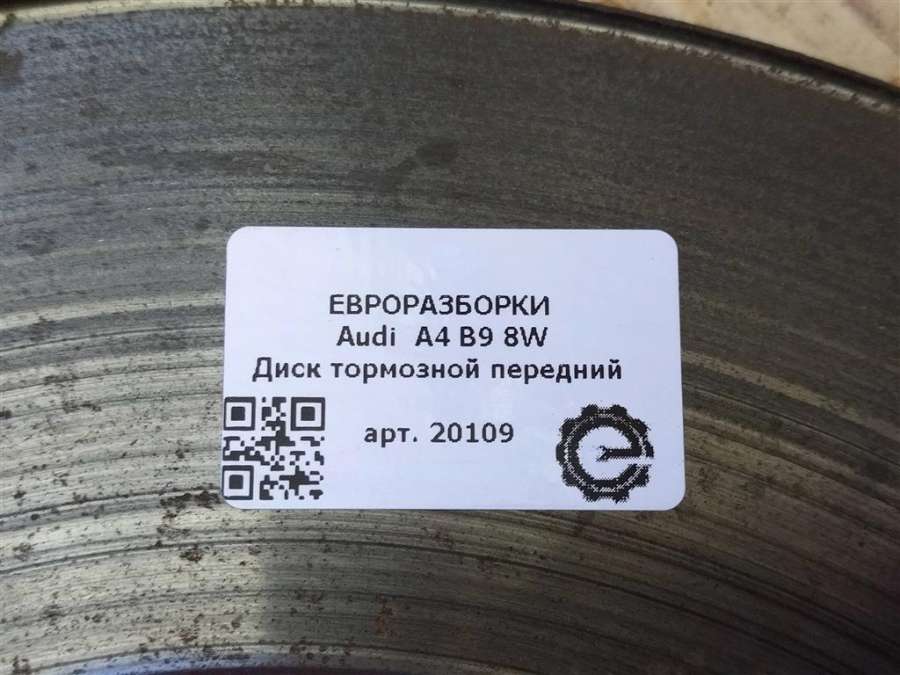 ЕВРОРАЗБОРКИ
Audi A4 B9 8W
Диск тормозной передний
арт. 20109